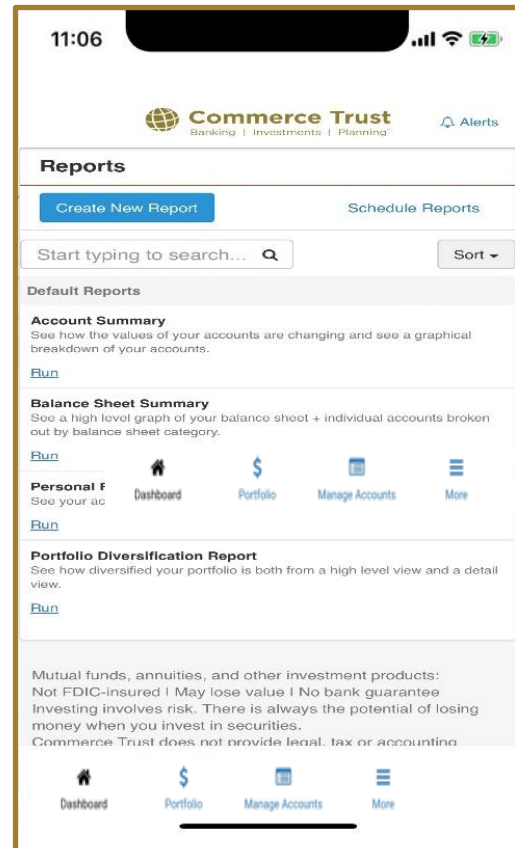 11:06
Commerce Trust
Banking | Investments | Planning
Alerts
Reports
Create New Report
Schedule Reports
Start typing to search...
Sort
Default Reports
Account Summary
See how the values of your accounts are changing and see a graphical
breakdown of your accounts.
Run
Balance Sheet Summary
See a high level graph of your balance sheet + individual accounts broken
out by balance sheet category.
Run
Personal F
See your ac
Dashboard
Portfolio
Manage Accounts
More
Run
Portfolio Diversification Report
See how diversified your portfolio is both from a high level view and a detail
view.
Run
Mutual funds, annuities, and other investment products:
Not FDIC-insured | May lose value | No bank guarantee
Investing involves risk. There is always the potential of losing
money when you invest in securities.
Commerce Trust does not provide legal, tax or accounting
Dashboard
Portfolio
Manage Accounts
More